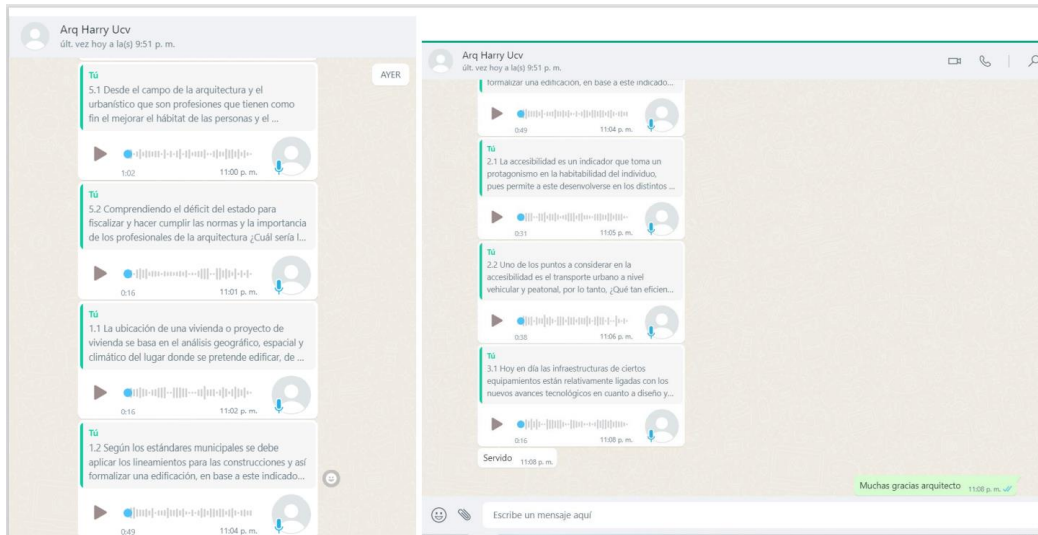 Arq Harry Ucv
últ. vez hoy a la(s) 9:51 p. m.
AYER
Tú
5.1 Desde el campo de la arquitectura y el
urbanístico que son profesiones que tienen como
fin el mejorar el hábitat de las personas y el ...
1:02
11:00 p. m.
Tú
5.2 Comprendiendo el déficit del estado para
fiscalizar y hacer cumplir las normas y la importancia
de los profesionales de la arquitectura ¿Cuál sería l...
0:16
11:01 p. m.
Tú
1.1 La ubicación de una vivienda o proyecto de
vivienda se basa en el análisis geográfico, espacial y
climático del lugar donde se pretende edificar, de ...
0:16
11:02 p. m.
Tú
1.2 Según los estándares municipales se debe
aplicar los lineamientos para las construcciones y así
formalizar una edificación, en base a este indicado...
0:49
11:04 p. m.
Arq Harry Ucv
últ. vez hoy a la(s) 9:51 p. m.
formalizar una edificación, en base a este indicado...
0:49
11:04 p. m.
Tú
2.1 La accesibilidad es un indicador que toma un
protagonismo en la habitabilidad del individuo,
pues permite a este desenvolverse en los distintos ...
0:31
11:05 p. m.
Tú
2.2 Uno de los puntos a considerar en la
accesibilidad es el transporte urbano a nivel
vehicular y peatonal, por lo tanto, ¿Qué tan eficien...
0:38
11:06 p. m.
Tú
3.1 Hoy en día las infraestructuras de ciertos
equipamientos están relativamente ligadas con los
nuevos avances tecnológicos en cuanto a diseño y...
0:16
11:08 p. m.
Servido
11:08 p. m.
Muchas gracias arquitecto
11:08 p. m.
Escribe un mensaje aquí